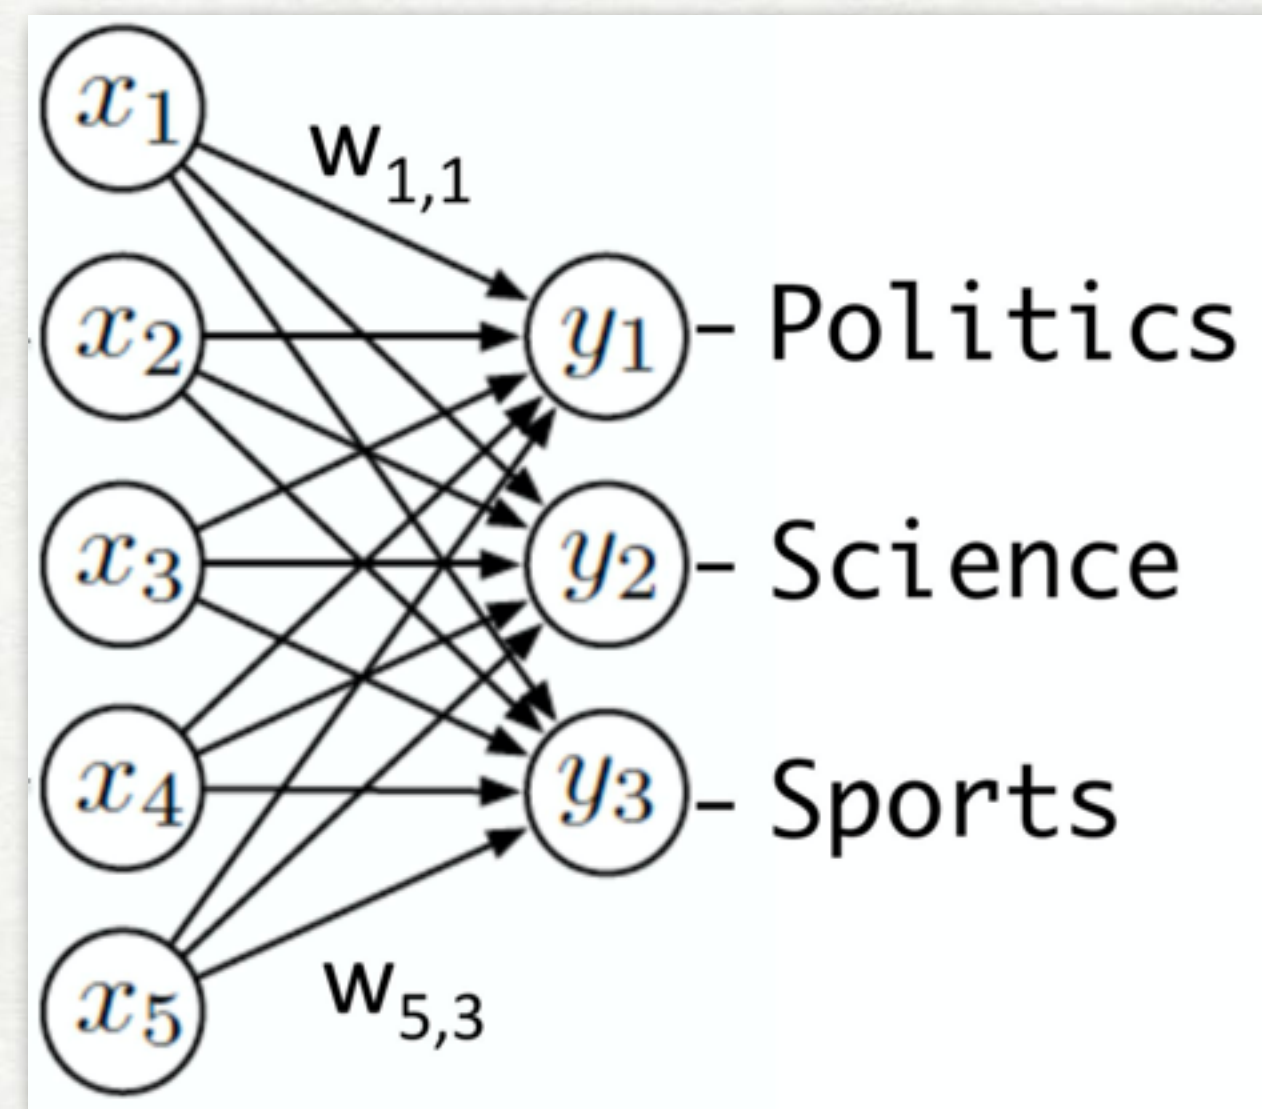 x1
w1,1
x2
y1 – Politics
x3
y2 – Science
x4
y3 – Sports
x5
w5,3